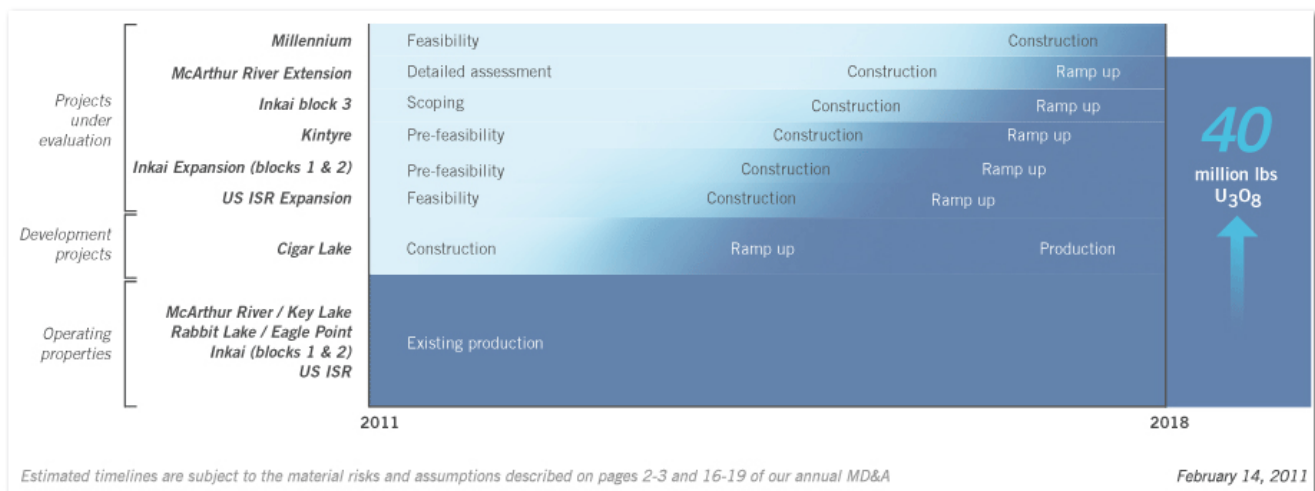 Millennium Feasibility Construction
McArthur River Extension Detailed assessment Construction Ramp up
Projects
under
evaluation
Inkai block 3 Scoping Construction Ramp up
Kintyre Pre-feasibility Construction Ramp up
Inkai Expansion (blocks 1 & 2) Pre-feasibility Construction Ramp up
US ISR Expansion Feasibility Construction Ramp up
40
million lbs
U₃O₈
Development
projects
Cigar Lake Construction Ramp up Production
Operating
properties
McArthur River / Key Lake
Rabbit Lake / Eagle Point
Inkai (blocks 1 & 2)
US ISR
Existing production
2011 2018
Estimated timelines are subject to the material risks and assumptions described on pages 2-3 and 16-19 of our annual MD&A
February 14, 2011